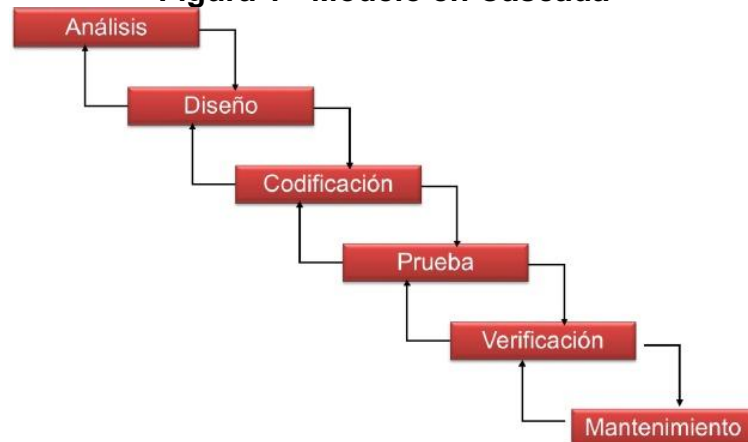 Análisis
Diseño
Codificación
Prueba
Verificación
Mantenimiento